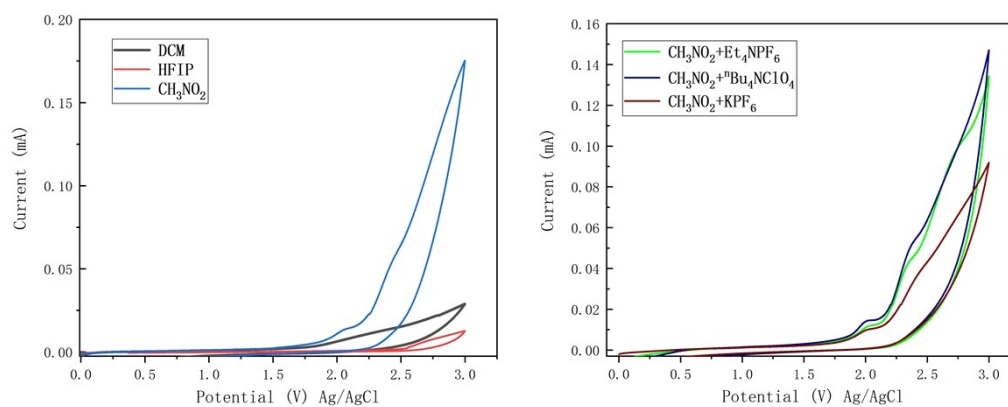 0.20
0.15
0.10
0.05
0.00
Current (mA)
DCM
HFIP
CH₃NO₂
0.0 0.5 1.0 1.5 2.0 2.5 3.0
Potential (V) Ag/AgCl
0.16
0.14
0.12
0.10
0.08
0.06
0.04
0.02
0.00
Current (mA)
CH₃NO₂+Et₄NPF₆
CH₃NO₂+ⁿBu₄NClO₄
CH₃NO₂+KPF₆
0.0 0.5 1.0 1.5 2.0 2.5 3.0
Potential (V) Ag/AgCl